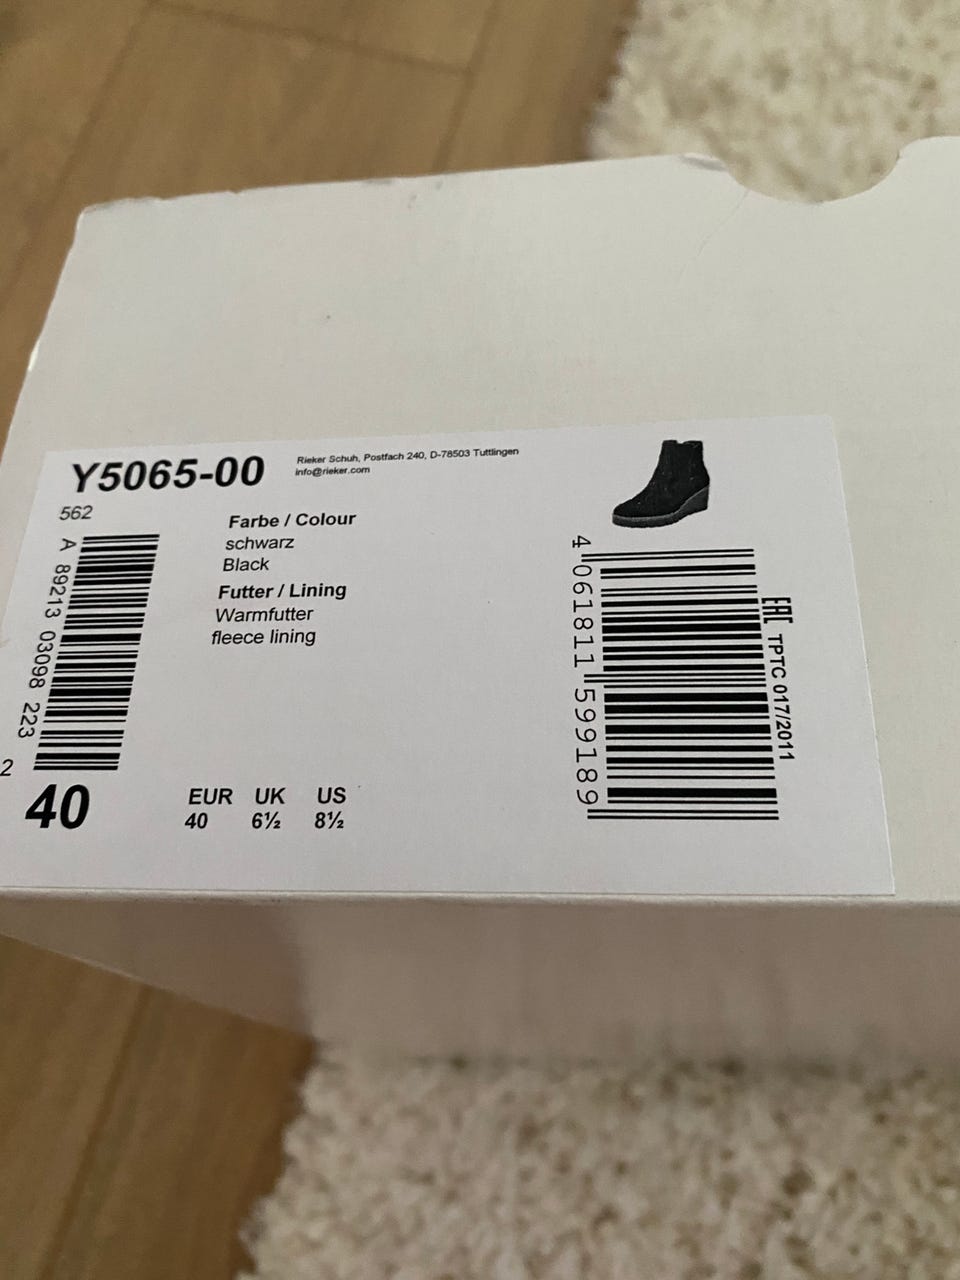 Y5065-00
Rieker Schuh, Postfach 240, D-78503 Tuttlingen
info@rieker.com
562
Farbe / Colour
schwarz
Black
Futter / Lining
Warmfutter
fleece lining
A 89213 03098 223
2
40
EUR UK US
40 6½ 8½
4 061811 599189
EAC TPTC 017/2011